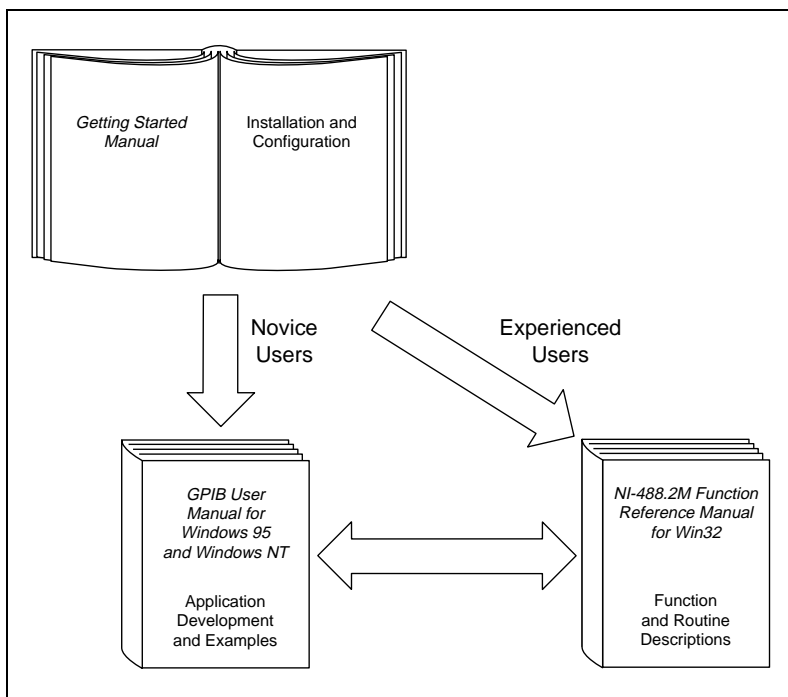 Getting Started
Manual
Installation and
Configuration
Novice
Users
Experienced
Users
GPIB User
Manual for
Windows 95
and Windows NT
Application
Development
and Examples
NI-488.2M Function
Reference Manual
for Win32
Function
and Routine
Descriptions